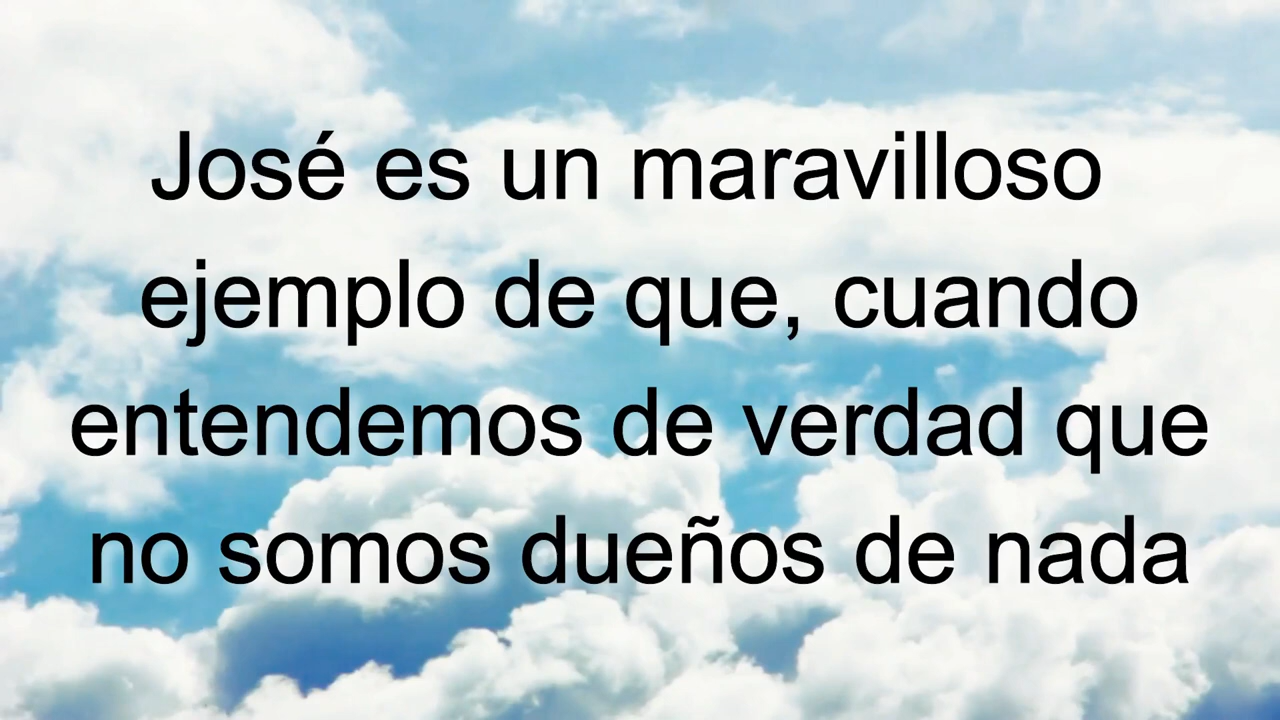 José es un maravilloso
ejemplo de que, cuando
entendemos de verdad que
no somos dueños de nada